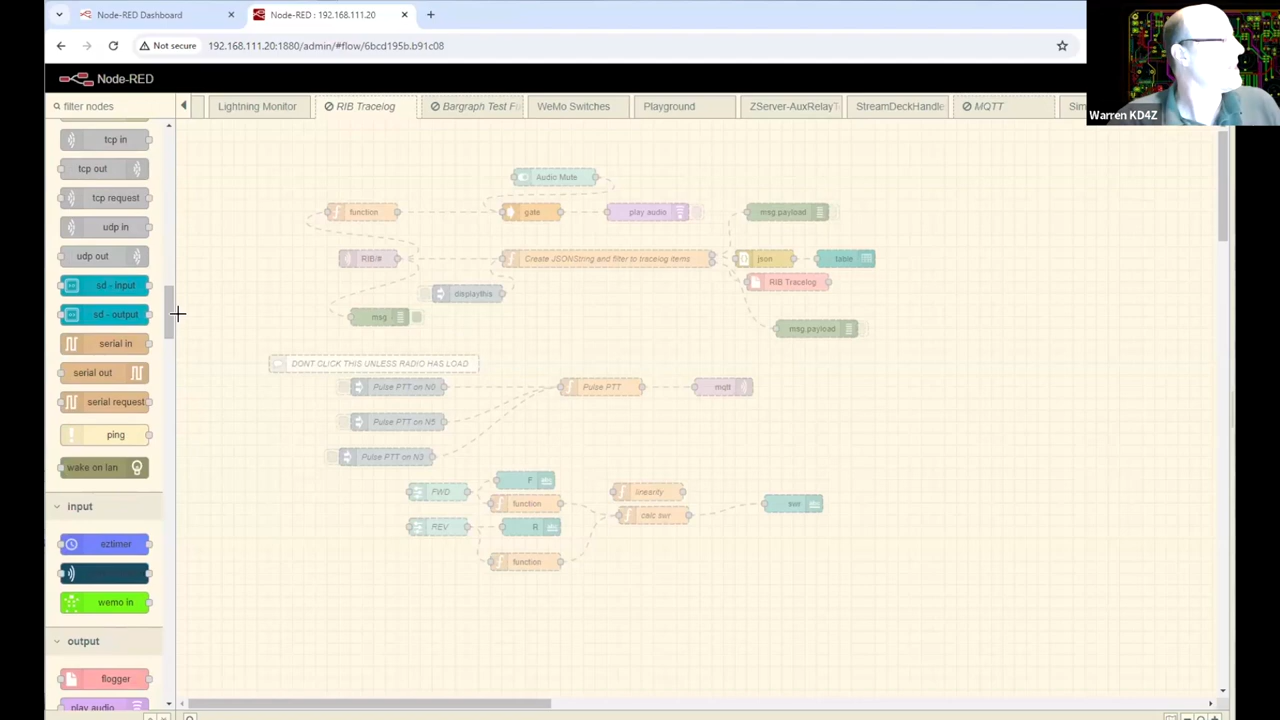 Node-RED Dashboard
Node-RED : 192.168.111.20
Not secure
192.168.111.20:1880/admin/#flow/6bcd195b.b91c08
Warren KD4Z
Node-RED
filter nodes
Lightning Monitor
RIB Tracelog
Bargraph Test Fu
WeMo Switches
Playground
ZServer-AuxRelayT
StreamDeckHandle
MQTT
Sim
tcp in
tcp out
tcp request
udp in
udp out
sd - input
sd - output
serial in
serial out
serial request
ping
wake on lan
input
eztimer
wemo in
output
flogger
play audio
Audio Mute
function
gate
play audio
msg.payload
RIB/#
Create JSONString and filter to tracelog items
json
table
RIB Tracelog
displaythis
msg
msg.payload
DONT CLICK THIS UNLESS RADIO HAS LOAD
Pulse PTT on N0
Pulse PTT
mqtt
Pulse PTT on N5
Pulse PTT on N3
F
FWD
function
linearity
calc swr
swr
REV
R
function